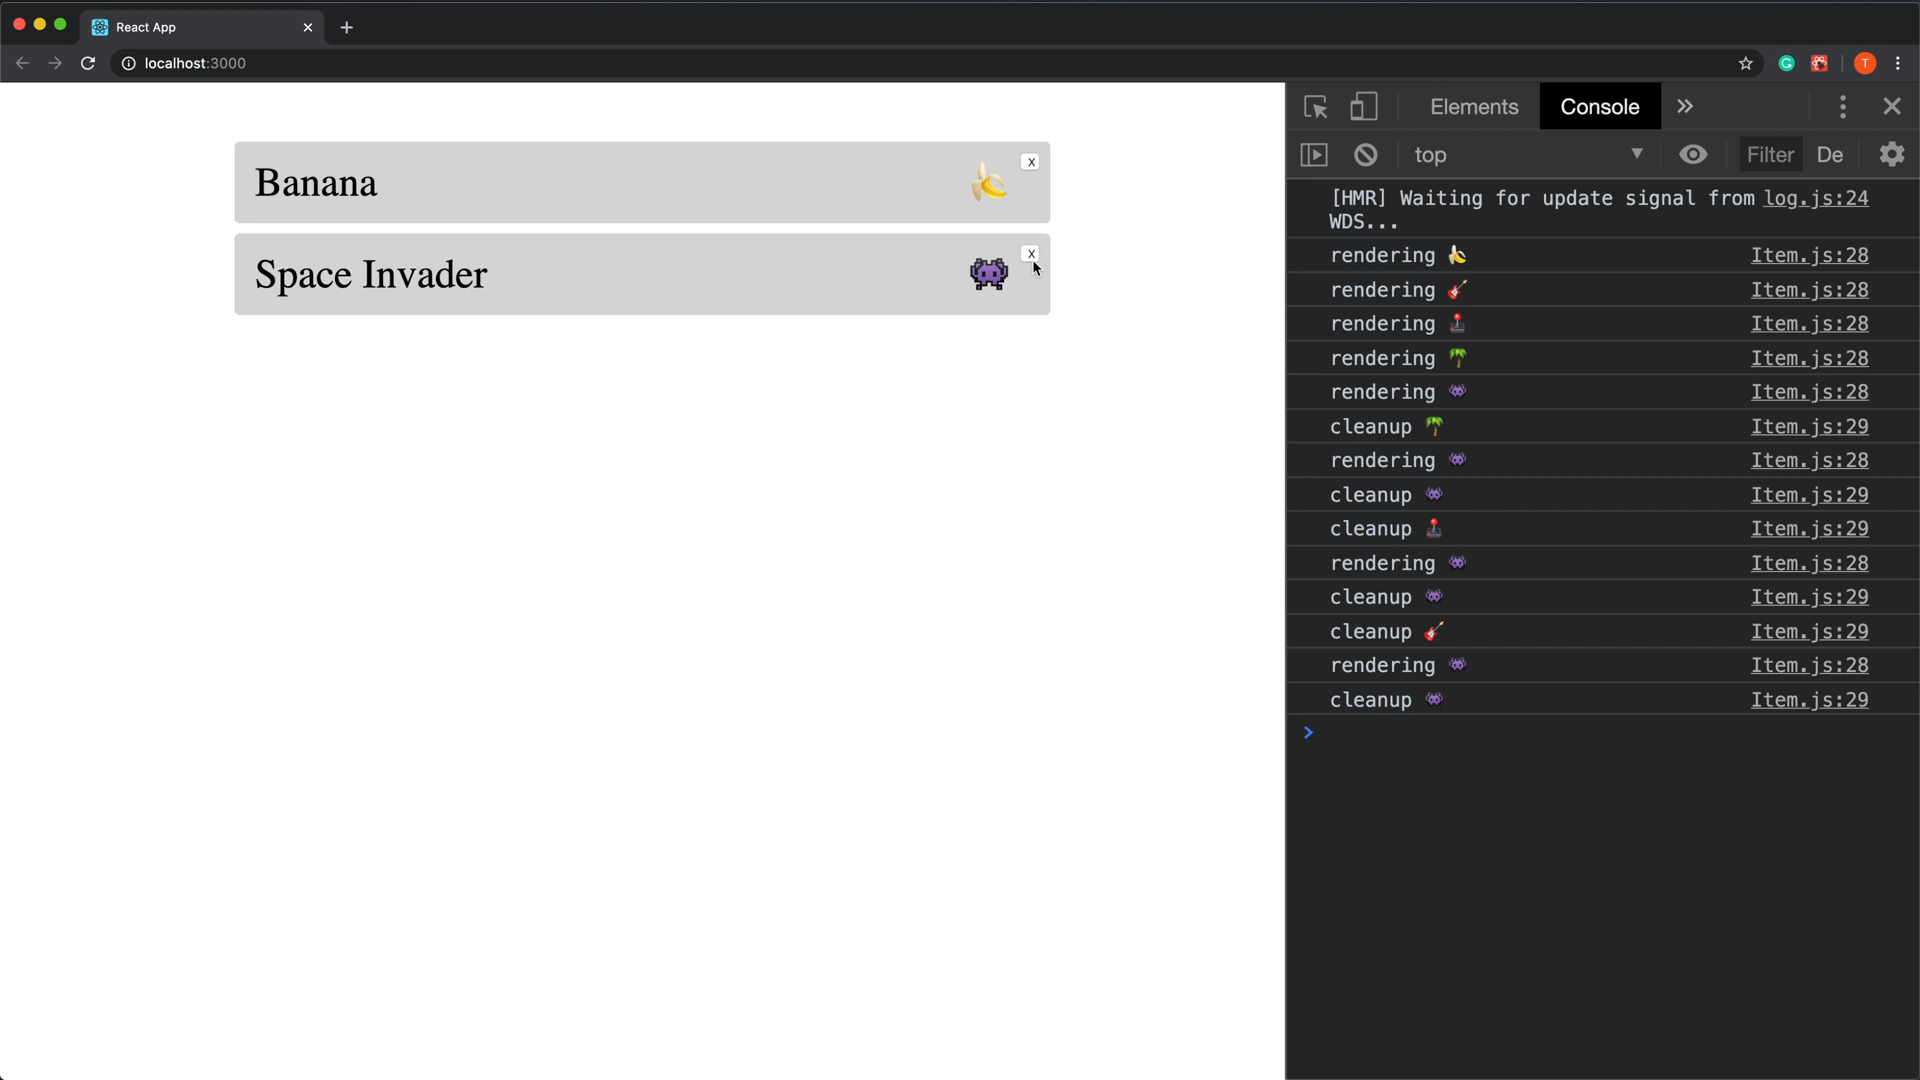 React App
localhost:3000
T
Banana 🍌 X
Space Invader 👾 X
Elements Console
top Filter De
[HMR] Waiting for update signal from log.js:24
WDS...
rendering 🍌 Item.js:28
rendering 🎸 Item.js:28
rendering 🕹 Item.js:28
rendering 🌴 Item.js:28
rendering 👾 Item.js:28
cleanup 🌴 Item.js:29
rendering 👾 Item.js:28
cleanup 👾 Item.js:29
cleanup 🕹 Item.js:29
rendering 👾 Item.js:28
cleanup 👾 Item.js:29
cleanup 🎸 Item.js:29
rendering 👾 Item.js:28
cleanup 👾 Item.js:29